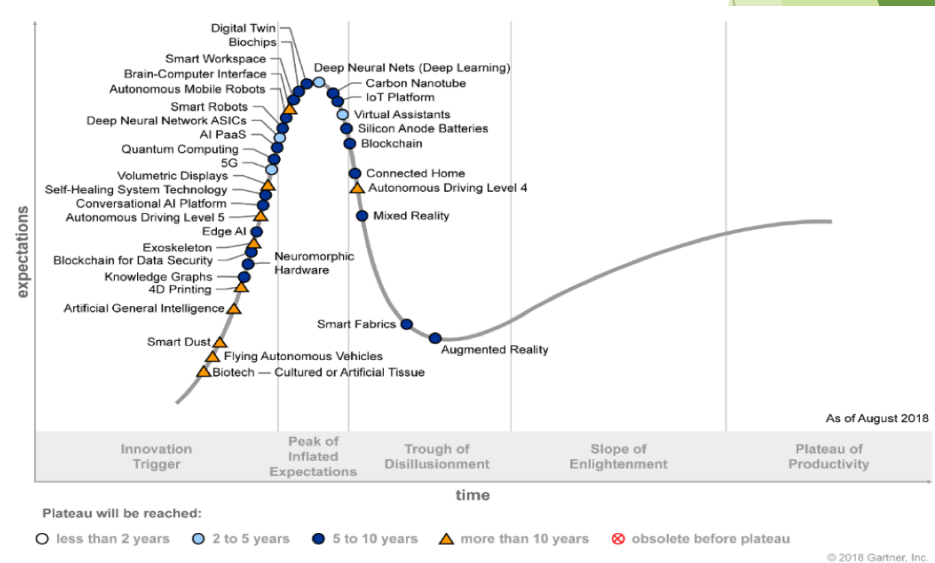 Digital Twin
Biochips
Smart Workspace
Brain-Computer Interface
Autonomous Mobile Robots
Smart Robots
Deep Neural Network ASICs
AI PaaS
Quantum Computing
5G
Volumetric Displays
Self-Healing System Technology
Conversational AI Platform
Autonomous Driving Level 5
Edge AI
Exoskeleton
Blockchain for Data Security
Neuromorphic
Hardware
Knowledge Graphs
4D Printing
Artificial General Intelligence
Smart Dust
Flying Autonomous Vehicles
Biotech — Cultured or Artificial Tissue
Deep Neural Nets (Deep Learning)
Carbon Nanotube
IoT Platform
Virtual Assistants
Silicon Anode Batteries
Blockchain
Connected Home
Autonomous Driving Level 4
Mixed Reality
Smart Fabrics
Augmented Reality
expectations
As of August 2018
Innovation
Trigger
Peak of
Inflated
Expectations
Trough of
Disillusionment
Slope of
Enlightenment
Plateau of
Productivity
time
Plateau will be reached:
less than 2 years
2 to 5 years
5 to 10 years
more than 10 years
obsolete before plateau
© 2018 Gartner, Inc.